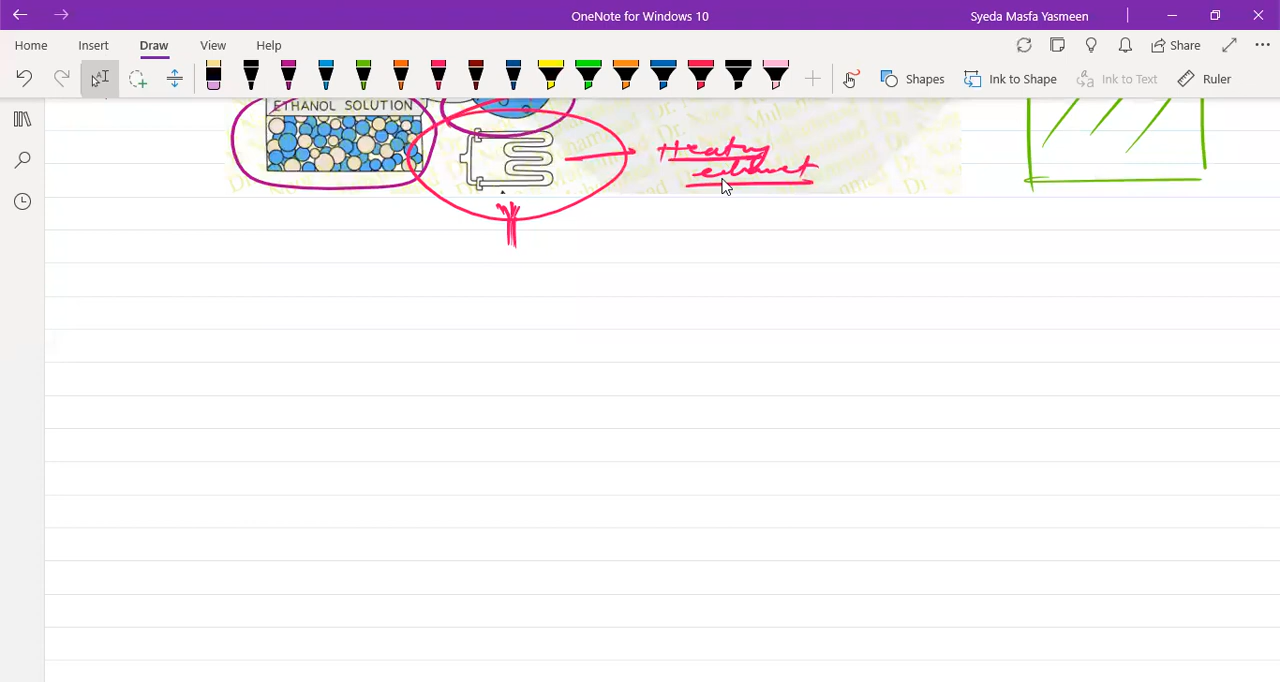 OneNote for Windows 10
Syeda Masfa Yasmeen
Home Insert Draw View Help
Share
Shapes Ink to Shape Ink to Text Ruler
ETHANOL SOLUTION
Heating
exhaust